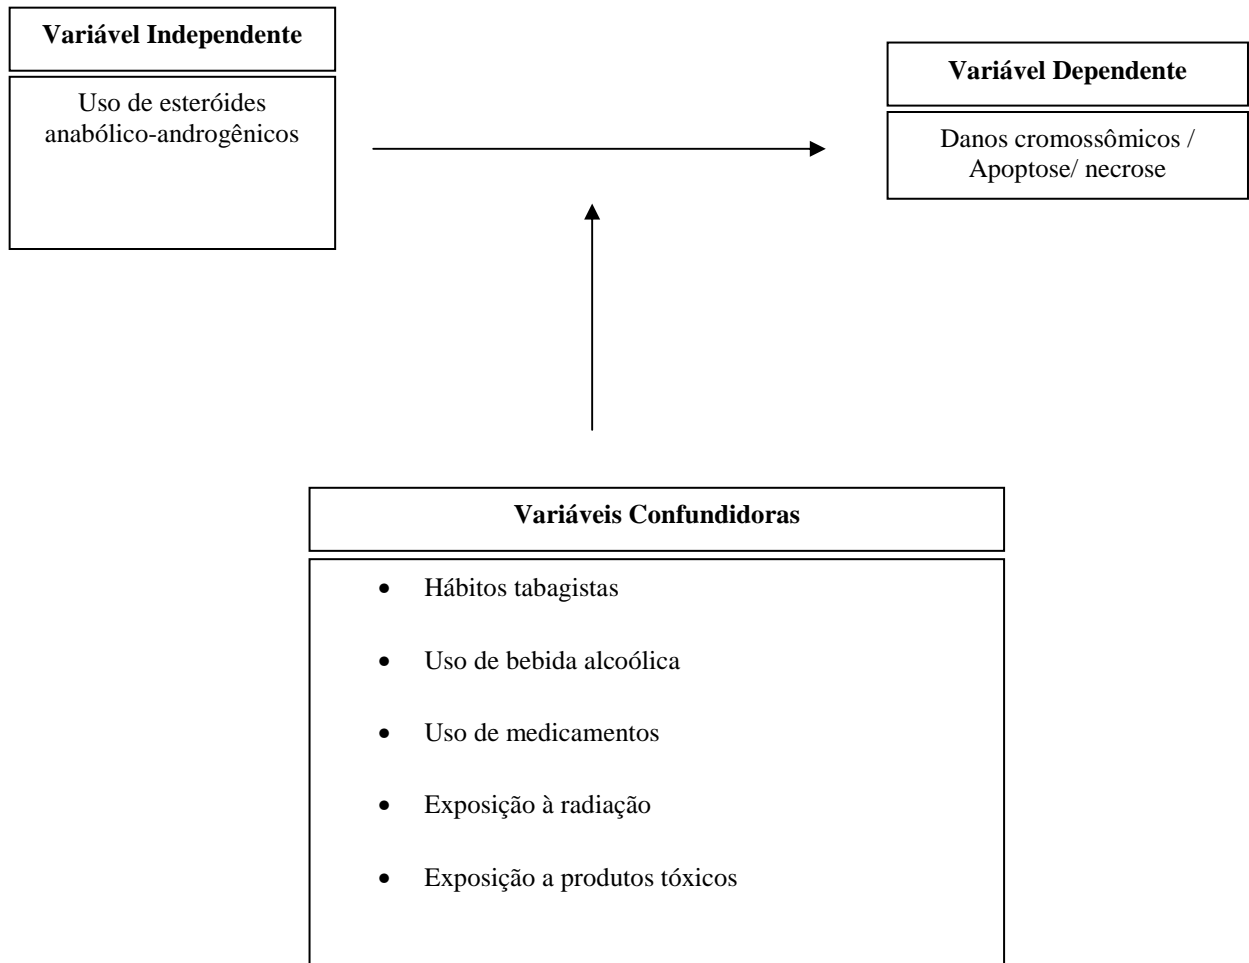 Variável Independente
Uso de esteróides
anabólico-androgênicos
Variável Dependente
Danos cromossômicos /
Apoptose/ necrose
Variáveis Confundidoras
• Hábitos tabagistas
• Uso de bebida alcoólica
• Uso de medicamentos
• Exposição à radiação
• Exposição a produtos tóxicos